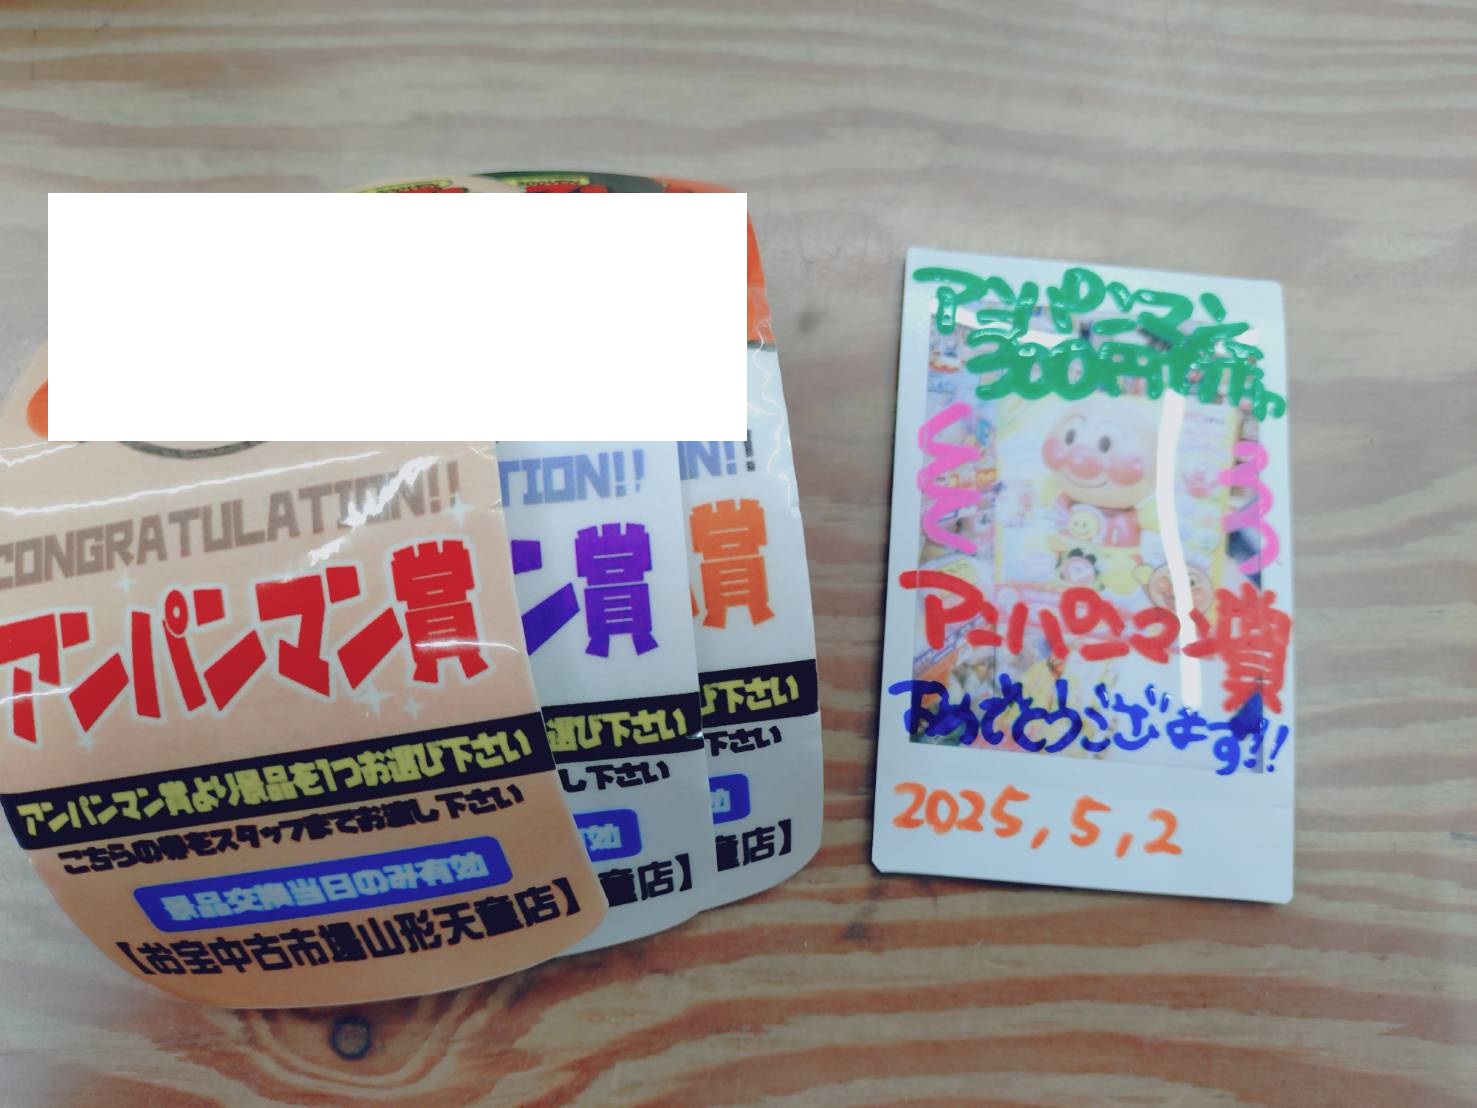 CONGRATULATION!!
アンパンマン賞
アンパンマン賞より景品を1つお選び下さい
こちらの券をスタッフまでお渡し下さい
景品交換当日のみ有効
【お宝中古市場山形天童店】
TION!!
ン賞
選び下さい
し下さい
効
童店】
N!!
賞
び下さい
下さい
童店】
アンパンマン
300円
アンパンマン賞
おめでとうございます!!
2025,5,2